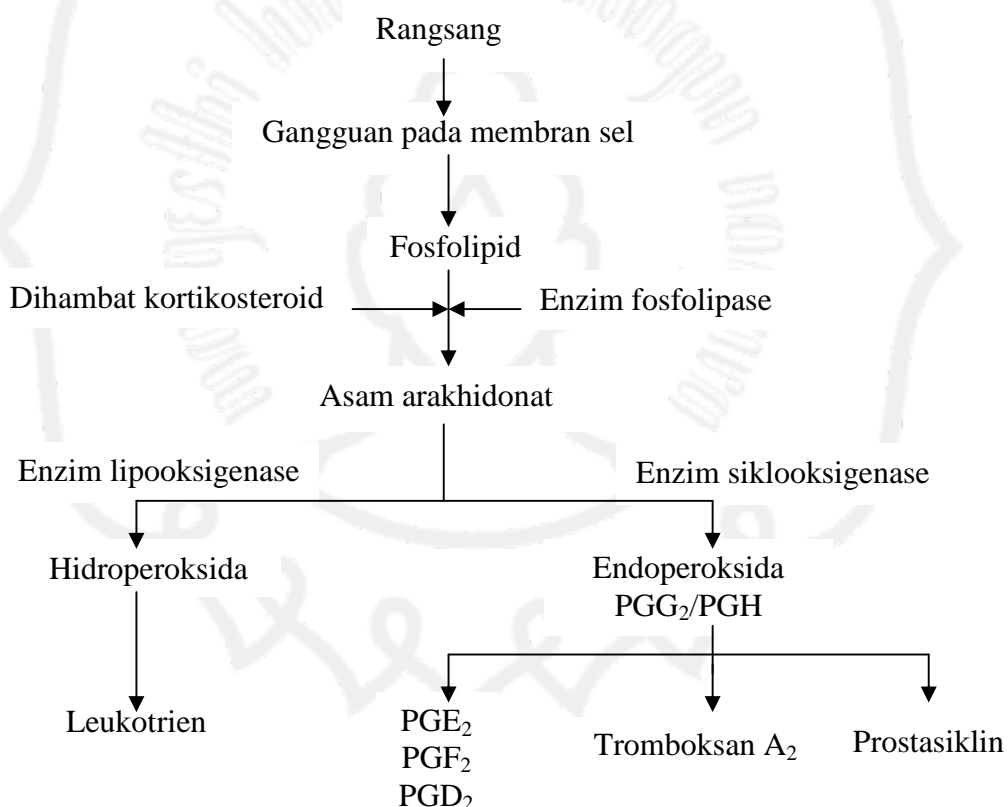 Rangsang
Gangguan pada membran sel
Fosfolipid
Dihambat kortikosteroid
Enzim fosfolipase
Asam arakhidonat
Enzim lipooksigenase
Enzim siklooksigenase
Hidroperoksida
Endoperoksida
PGG₂/PGH
Leukotrien
PGE₂
PGF₂
PGD₂
Tromboksan A₂
Prostasiklin